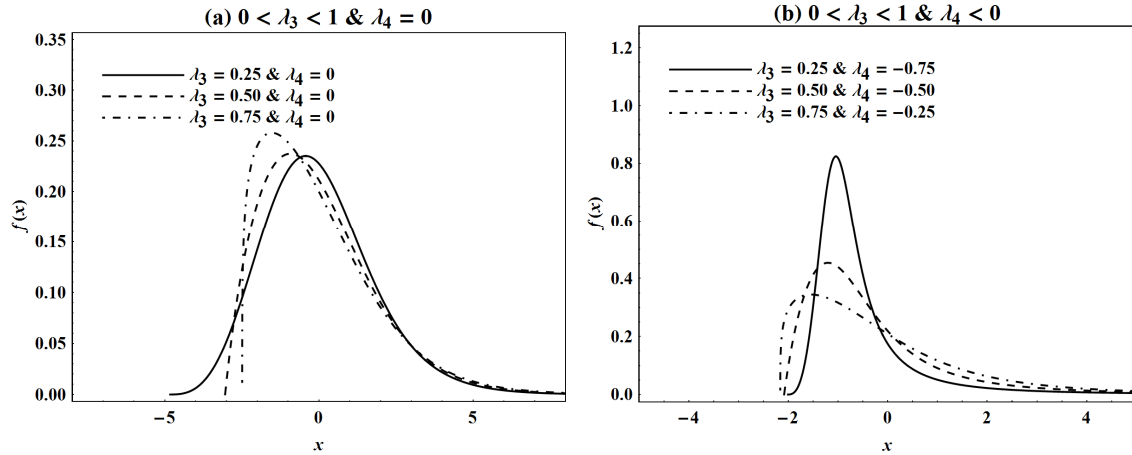 (a) 0 < λ3 < 1 & λ4 = 0
0.35
0.30
0.25
0.20
0.15
0.10
0.05
0.00
f(x)
λ3 = 0.25 & λ4 = 0
λ3 = 0.50 & λ4 = 0
λ3 = 0.75 & λ4 = 0
−5 0 5
x
(b) 0 < λ3 < 1 & λ4 < 0
1.2
1.0
0.8
0.6
0.4
0.2
0.0
f(x)
λ3 = 0.25 & λ4 = −0.75
λ3 = 0.50 & λ4 = −0.50
λ3 = 0.75 & λ4 = −0.25
−4 −2 0 2 4
x